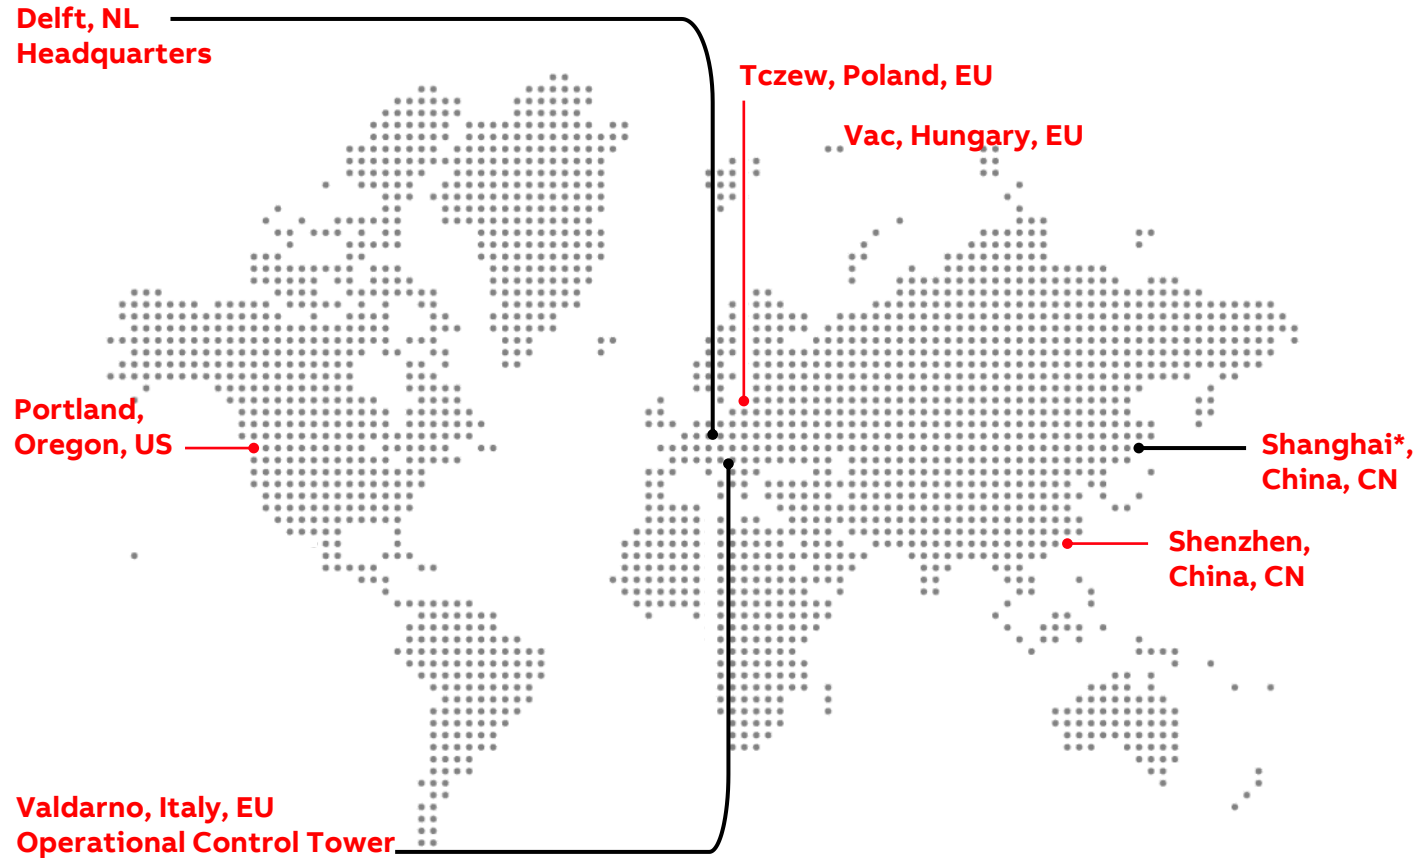 Delft, NL
Headquarters
Tczew, Poland, EU
Vac, Hungary, EU
Portland,
Oregon, US
Shanghai*,
China, CN
Shenzhen,
China, CN
Valdarno, Italy, EU
Operational Control Tower